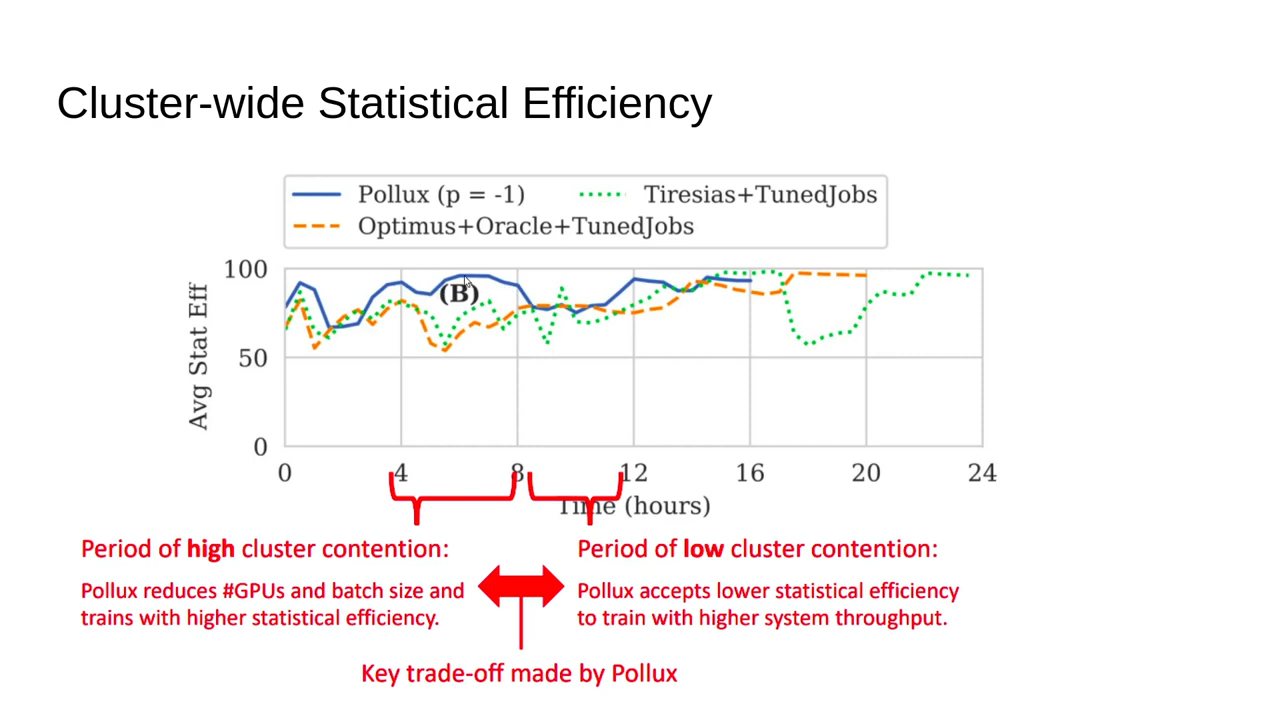 Cluster-wide Statistical Efficiency
Pollux (p = -1)
Tiresias+TunedJobs
Optimus+Oracle+TunedJobs
100
50
0
Avg Stat Eff
(B)
0 4 8 12 16 20 24
Time (hours)
Period of high cluster contention:
Pollux reduces #GPUs and batch size and
trains with higher statistical efficiency.
Period of low cluster contention:
Pollux accepts lower statistical efficiency
to train with higher system throughput.
Key trade-off made by Pollux